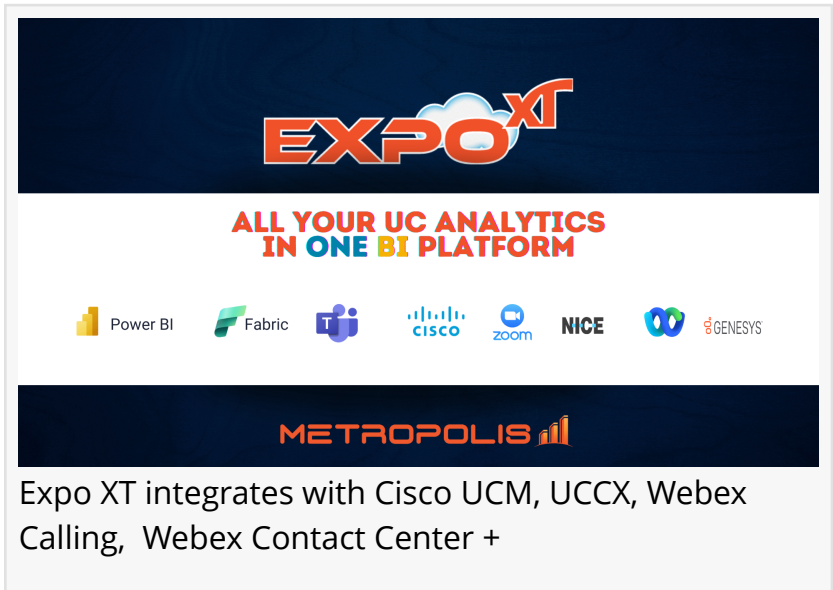 EXPO XT
ALL YOUR UC ANALYTICS
IN ONE BI PLATFORM
Power BI
Fabric
T
CISCO
zoom
NICE
GENESYS
METROPOLIS
Expo XT integrates with Cisco UCM, UCCX, Webex
Calling,  Webex Contact Center +